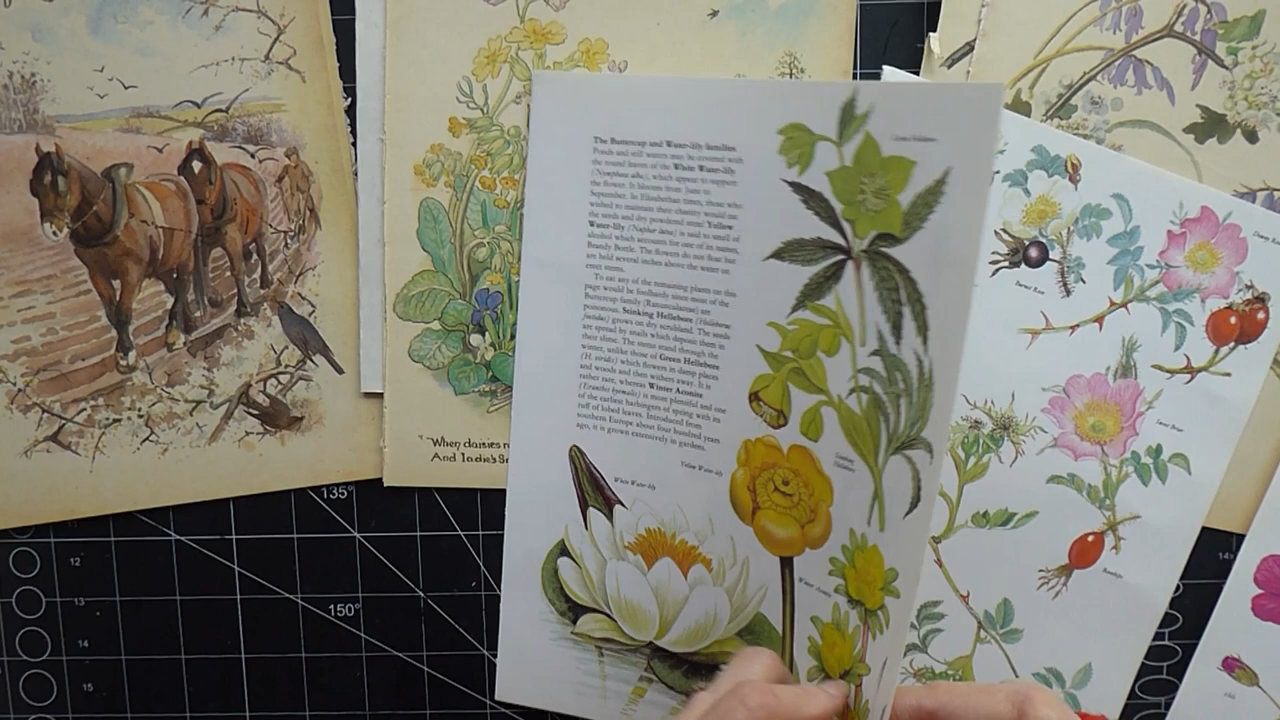 The Buttercup and Water-lily families.
Ponds and still waters may be covered with
the round leaves of the White Water-lily
(Nymphaea alba), which appear to support
the flower. It blooms from June to
September. In Elizabethan times, those who
wished to maintain their chastity would eat
the seeds and dry powdered stem! Yellow
Water-lily (Nuphar lutea) is said to smell of
alcohol which accounts for one of its names,
Brandy Bottle. The flowers do not float but
are held several inches above the water on
erect stems.
To eat any of the remaining plants on this
page would be foolhardy since most of the
Buttercup family (Ranunculaceae) are
poisonous. Stinking Hellebore (Helleborus
foetidus) grows on dry scrubland. The seeds
are spread by snails which deposit them in
their slime. The stems stand through the
winter, unlike those of Green Hellebore
(H. viridis) which flowers in damp places
and woods and then withers away. It is
rather rare, whereas Winter Aconite
(Eranthis hyemalis) is more plentiful and one
of the earliest harbingers of spring with its
ruff of lobed leaves. Introduced from
southern Europe about four hundred years
ago, it is grown extensively in gardens.
Green Hellebore
Stinking Hellebore
Yellow Water-lily
White Water-lily
Winter Aconite
"When daisies
And ladies
Burnet Rose
Sweet Briar
Rosehips
135°
150°
12
13
14
15